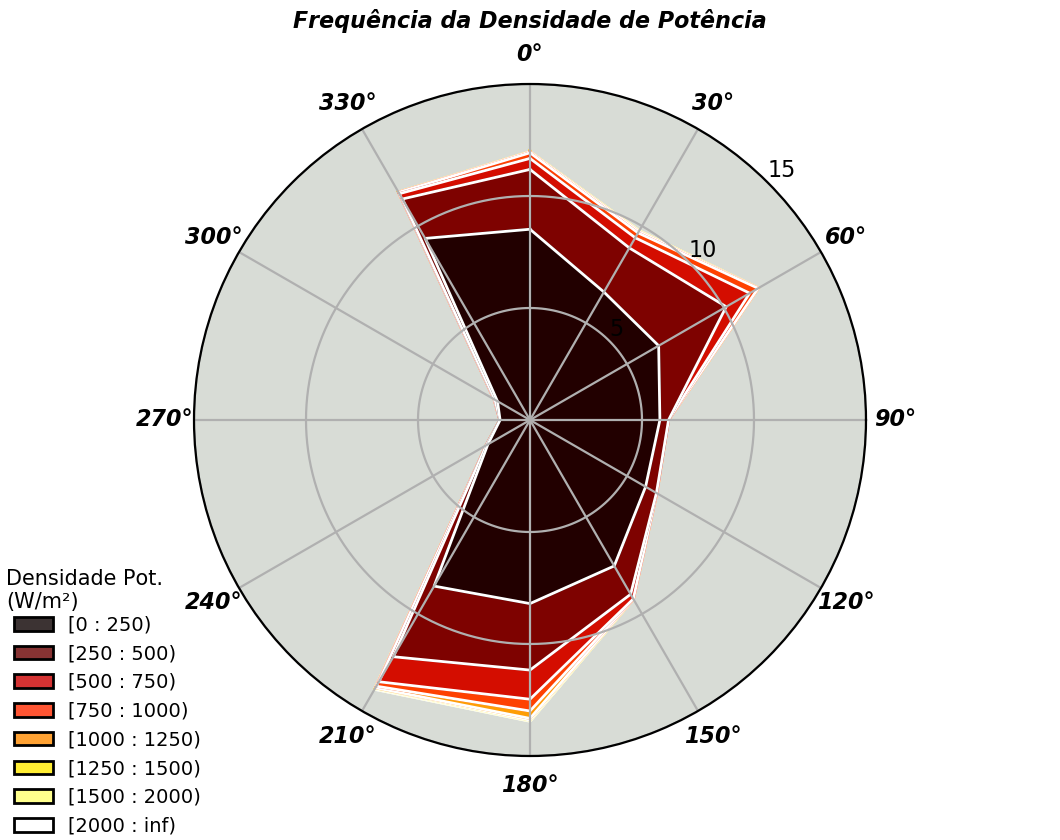 Frequência da Densidade de Potência
0°
330°
30°
15
300°
60°
10
5
270°
90°
240°
120°
210°
150°
180°
Densidade Pot.
(W/m²)
[0 : 250)
[250 : 500)
[500 : 750)
[750 : 1000)
[1000 : 1250)
[1250 : 1500)
[1500 : 2000)
[2000 : inf)